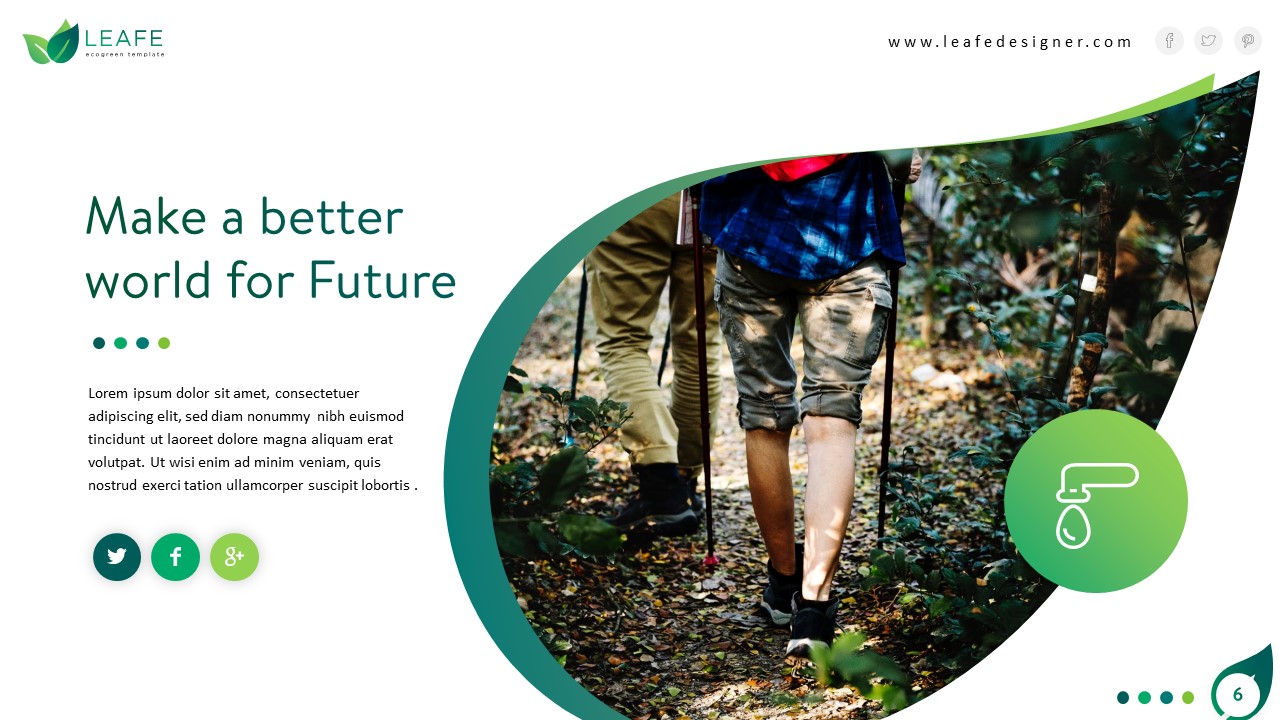 LEAFE
ecogreen template
www.leafedesigner.com
Make a better
world for Future
Lorem ipsum dolor sit amet, consectetuer
adipiscing elit, sed diam nonummy nibh euismod
tincidunt ut laoreet dolore magna aliquam erat
volutpat. Ut wisi enim ad minim veniam, quis
nostrud exerci tation ullamcorper suscipit lobortis .
6